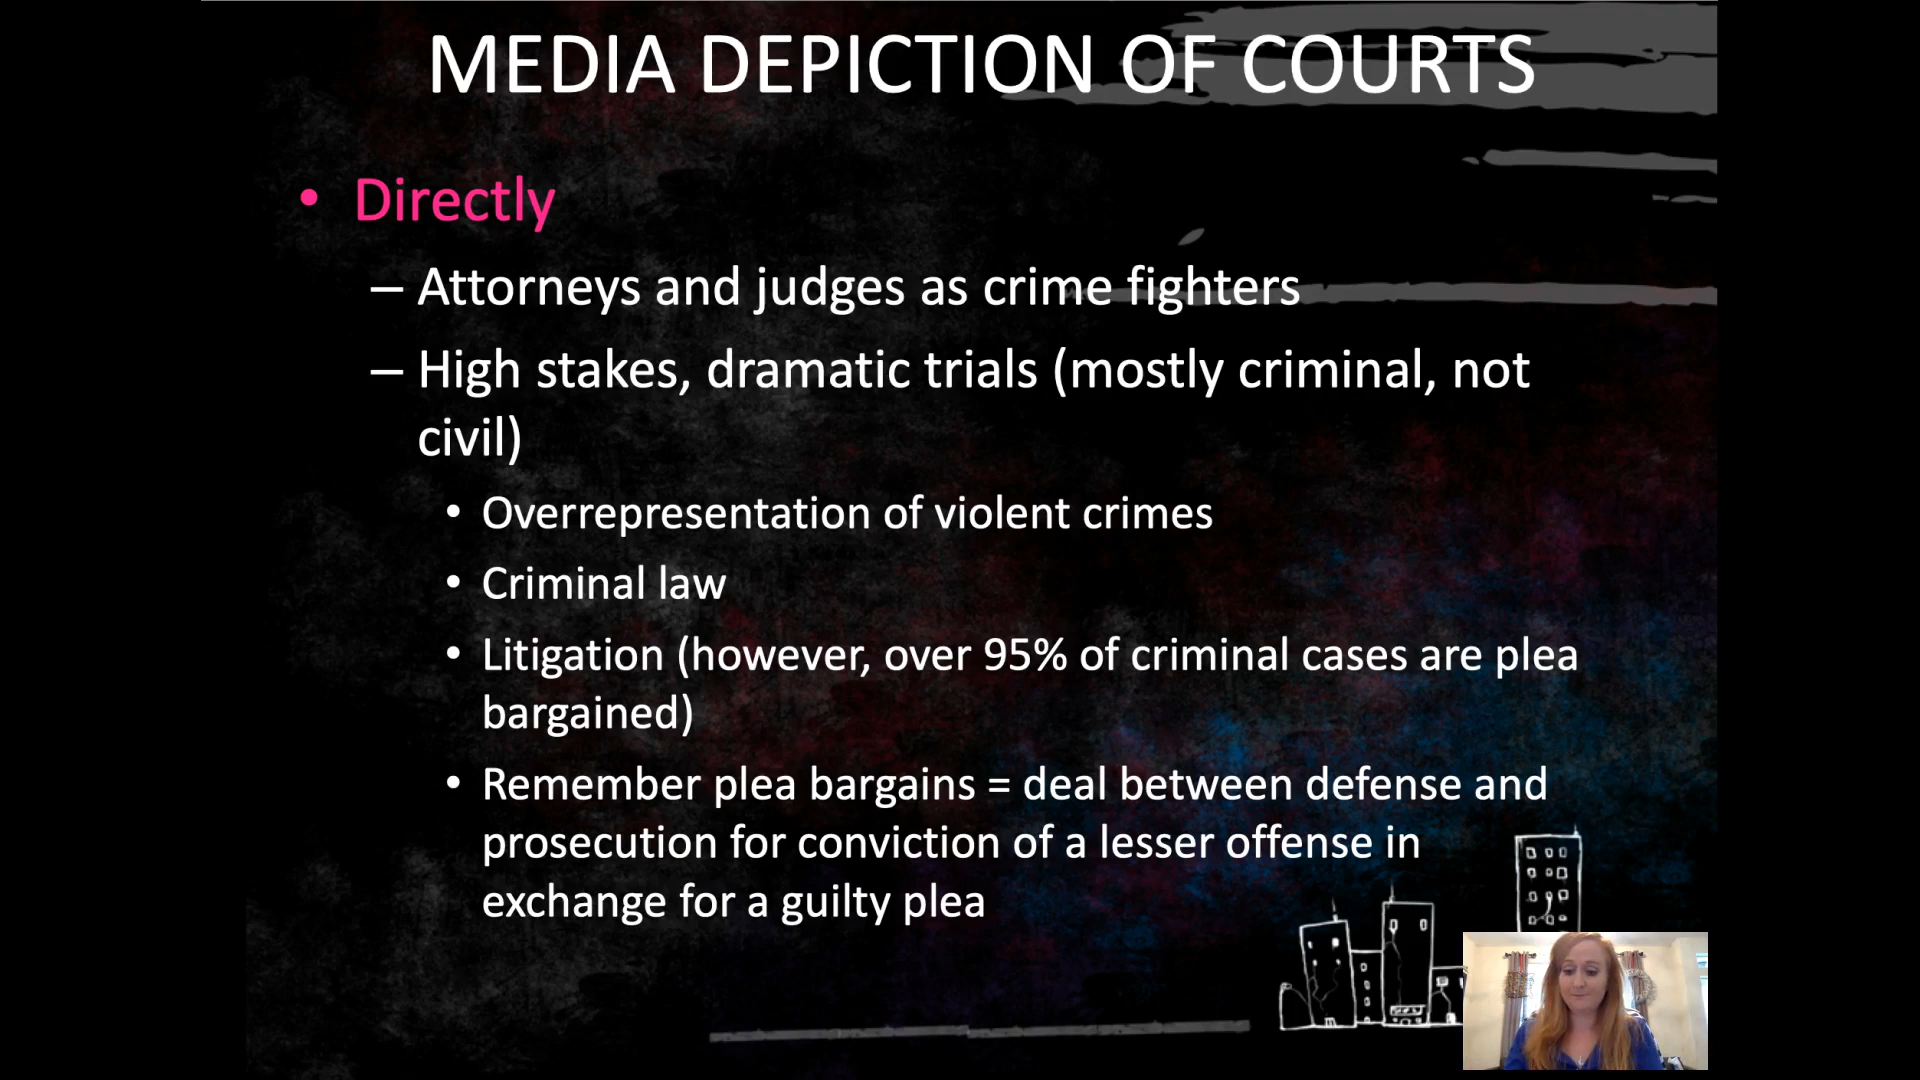 MEDIA DEPICTION OF COURTS
• Directly
– Attorneys and judges as crime fighters
– High stakes, dramatic trials (mostly criminal, not
civil)
• Overrepresentation of violent crimes
• Criminal law
• Litigation (however, over 95% of criminal cases are plea
bargained)
• Remember plea bargains = deal between defense and
prosecution for conviction of a lesser offense in
exchange for a guilty plea